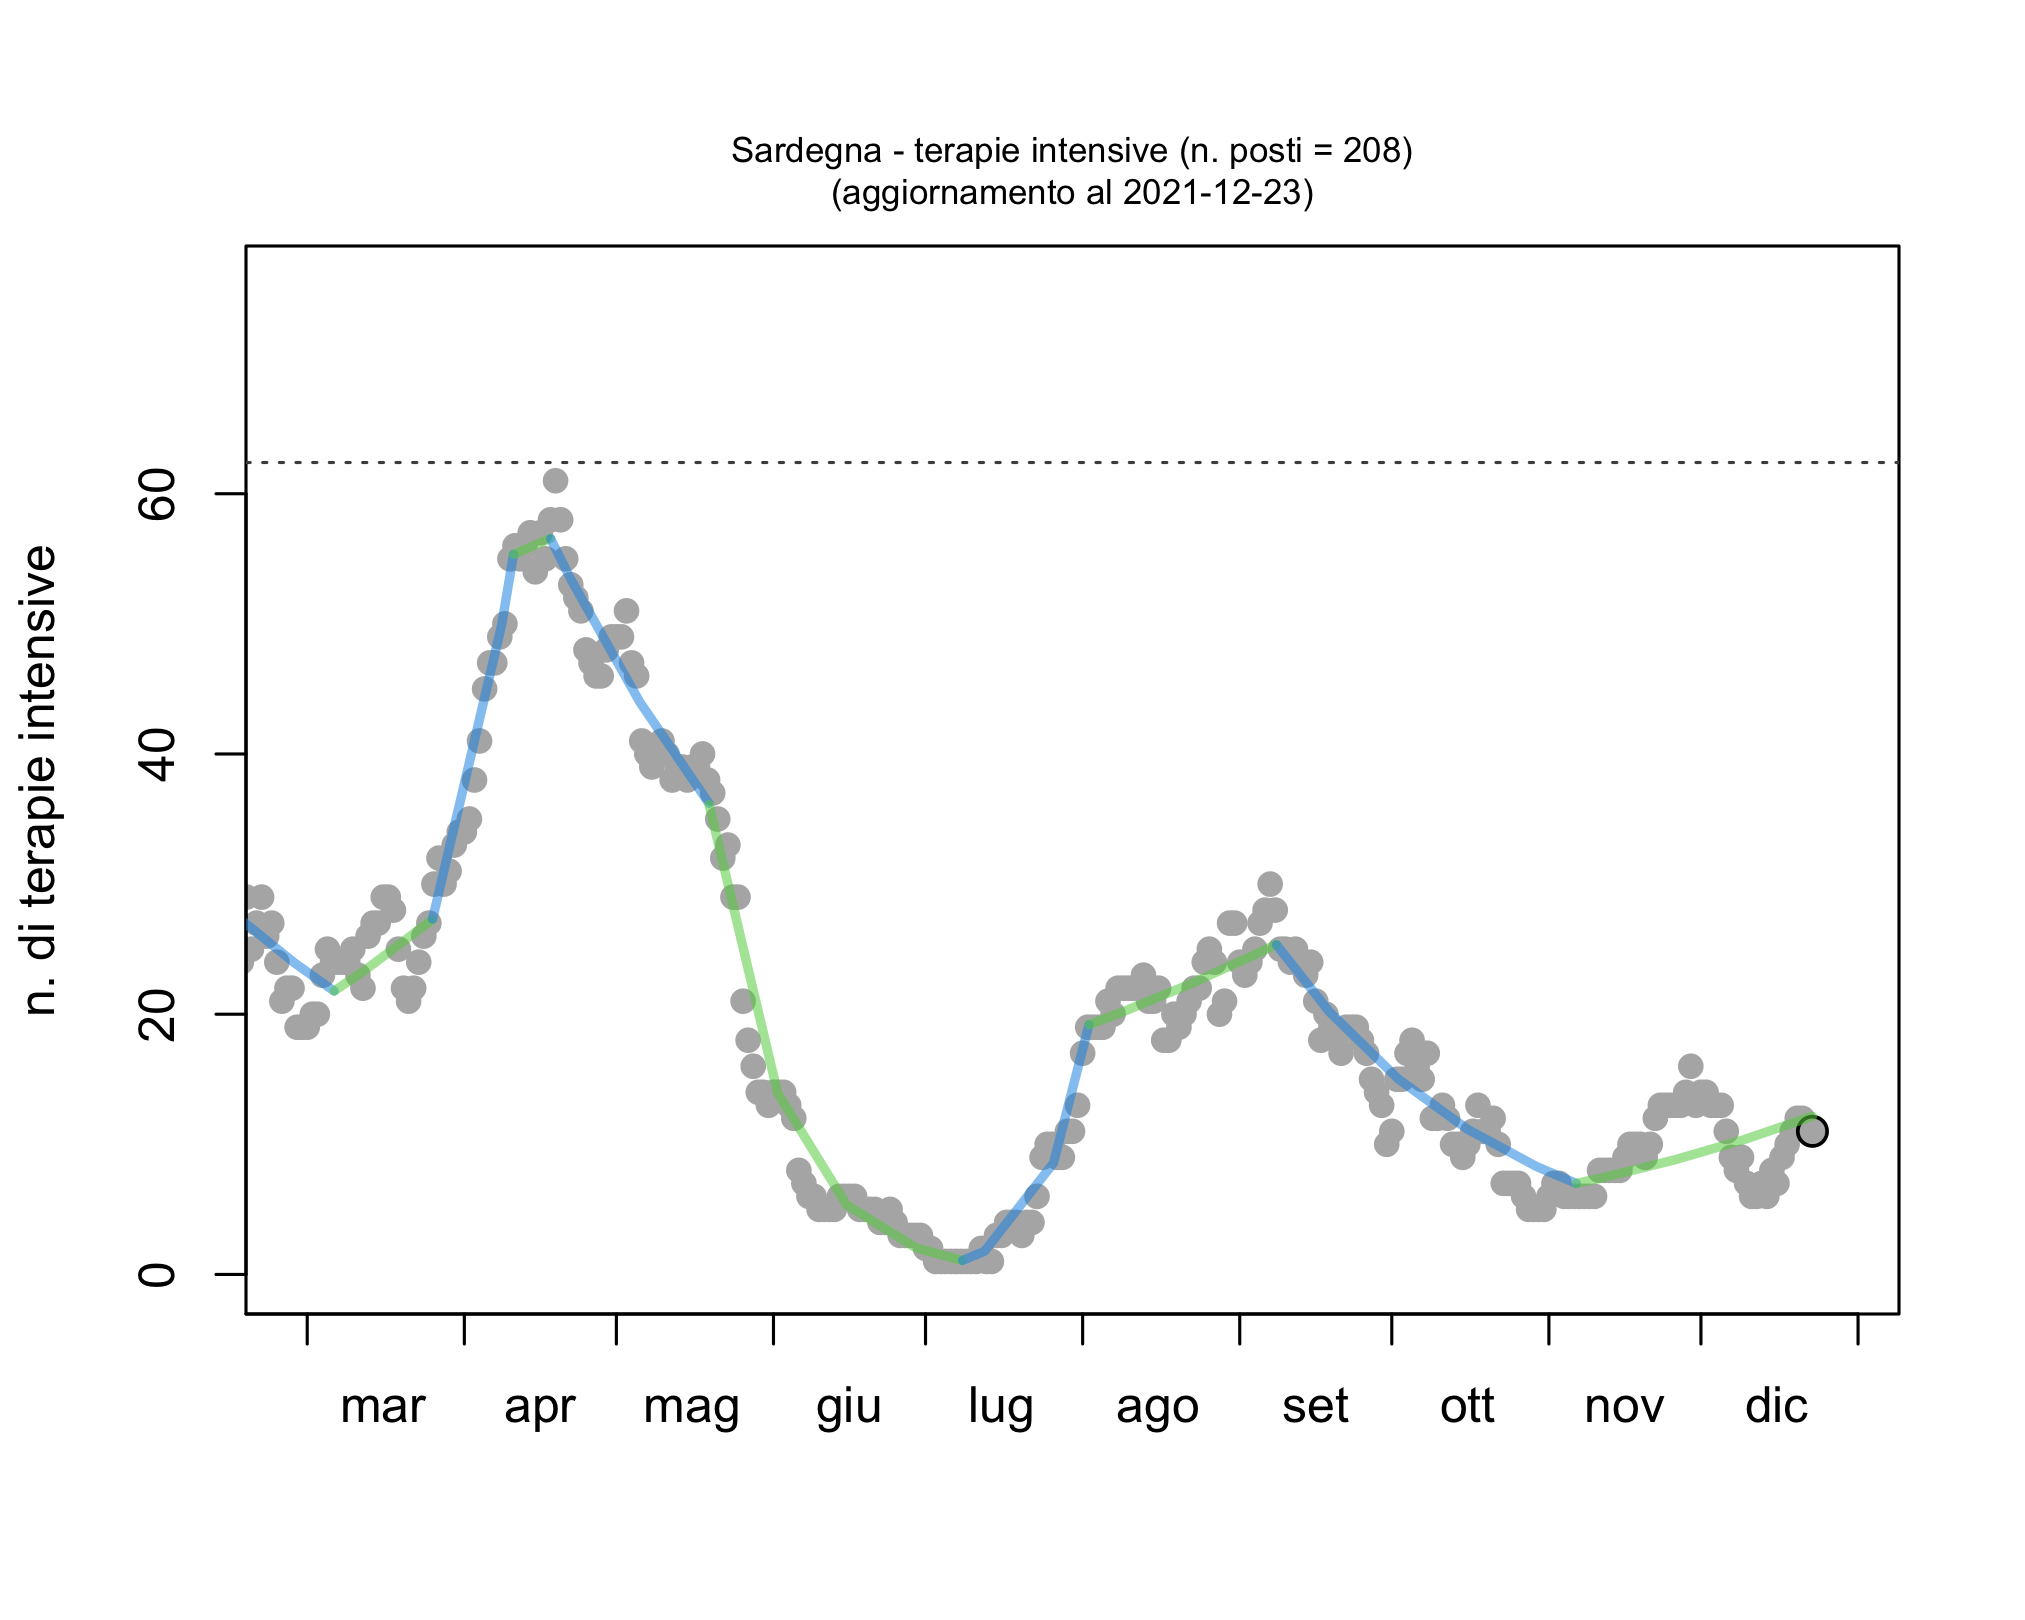 Sardegna - terapie intensive (n. posti = 208)
(aggiornamento al 2021-12-23)
n. di terapie intensive
60
40
20
0
mar apr mag giu lug ago set ott nov dic